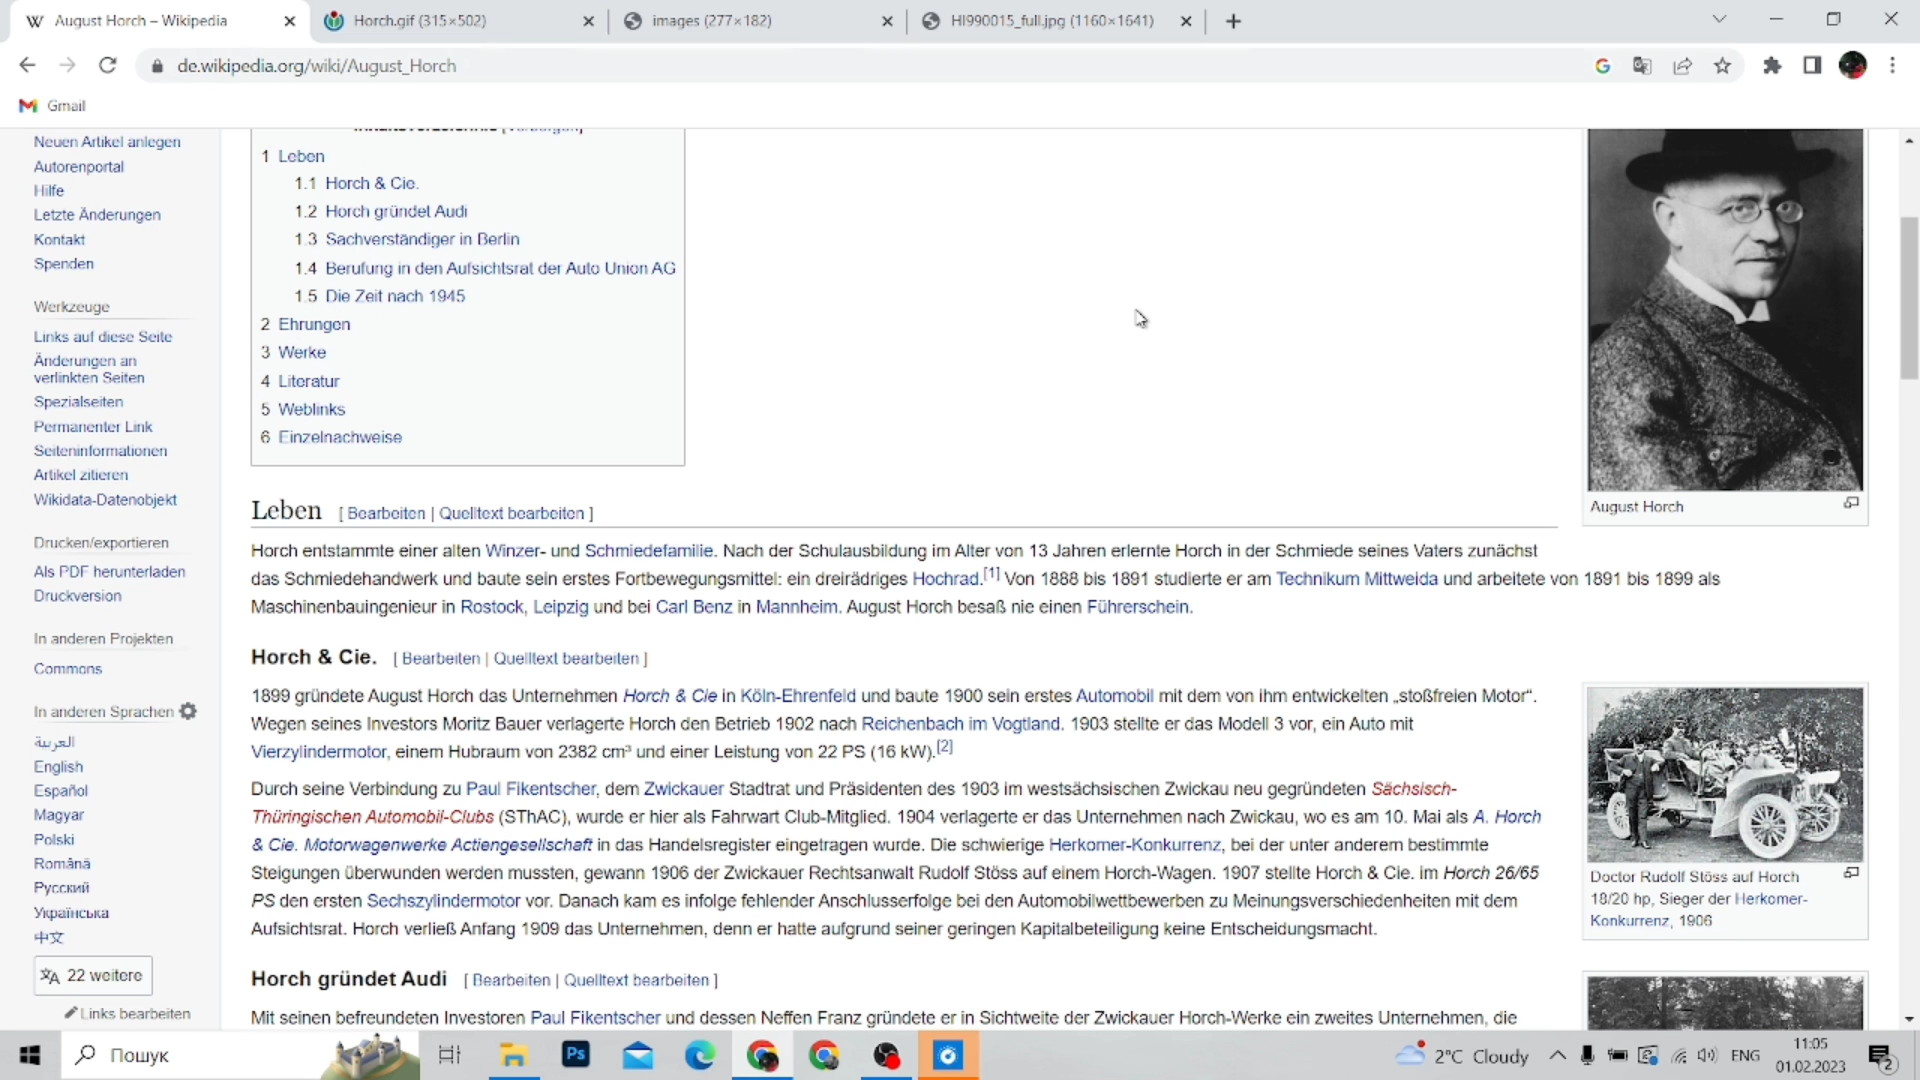 August Horch – Wikipedia
Horch.gif (315×502)
images (277×182)
HI990015_full.jpg (1160×1641)
de.wikipedia.org/wiki//August_Horch
Gmail
Neuen Artikel anlegen
Autorenportal
Hilfe
Letzte Änderungen
Kontakt
Spenden
Werkzeuge
Links auf diese Seite
Änderungen an
verlinkten Seiten
Spezialseiten
Permanenter Link
Seiteninformationen
Artikel zitieren
Wikidata-Datenobjekt
Drucken/exportieren
Als PDF herunterladen
Druckversion
In anderen Projekten
Commons
In anderen Sprachen
العربية
English
Español
Magyar
Polski
Română
Русский
Українська
中文
22 weitere
Links bearbeiten
1 Leben
1.1 Horch & Cie.
1.2 Horch gründet Audi
1.3 Sachverständiger in Berlin
1.4 Berufung in den Aufsichtsrat der Auto Union AG
1.5 Die Zeit nach 1945
2 Ehrungen
3 Werke
4 Literatur
5 Weblinks
6 Einzelnachweise
August Horch
Leben [ Bearbeiten | Quelltext bearbeiten ]
Horch entstammte einer alten Winzer- und Schmiedefamilie. Nach der Schulausbildung im Alter von 13 Jahren erlernte Horch in der Schmiede seines Vaters zunächst
das Schmiedehandwerk und baute sein erstes Fortbewegungsmittel: ein dreirädriges Hochrad.[1] Von 1888 bis 1891 studierte er am Technikum Mittweida und arbeitete von 1891 bis 1899 als
Maschinenbauingenieur in Rostock, Leipzig und bei Carl Benz in Mannheim. August Horch besaß nie einen Führerschein.
Horch & Cie. [ Bearbeiten | Quelltext bearbeiten ]
1899 gründete August Horch das Unternehmen Horch & Cie in Köln-Ehrenfeld und baute 1900 sein erstes Automobil mit dem von ihm entwickelten „stoßfreien Motor“.
Wegen seines Investors Moritz Bauer verlagerte Horch den Betrieb 1902 nach Reichenbach im Vogtland. 1903 stellte er das Modell 3 vor, ein Auto mit
Vierzylindermotor, einem Hubraum von 2382 cm³ und einer Leistung von 22 PS (16 kW).[2]
Durch seine Verbindung zu Paul Fikentscher, dem Zwickauer Stadtrat und Präsidenten des 1903 im westsächsischen Zwickau neu gegründeten Sächsisch-
Thüringischen Automobil-Clubs (SThAC), wurde er hier als Fahrwart Club-Mitglied. 1904 verlagerte er das Unternehmen nach Zwickau, wo es am 10. Mai als A. Horch
& Cie. Motorwagenwerke Actiengesellschaft in das Handelsregister eingetragen wurde. Die schwierige Herkomer-Konkurrenz, bei der unter anderem bestimmte
Steigungen überwunden werden mussten, gewann 1906 der Zwickauer Rechtsanwalt Rudolf Stöss auf einem Horch-Wagen. 1907 stellte Horch & Cie. im Horch 26/65
PS den ersten Sechszylindermotor vor. Danach kam es infolge fehlender Anschlusserfolge bei den Automobilwettbewerben zu Meinungsverschiedenheiten mit dem
Aufsichtsrat. Horch verließ Anfang 1909 das Unternehmen, denn er hatte aufgrund seiner geringen Kapitalbeteiligung keine Entscheidungsmacht.
Doctor Rudolf Stöss auf Horch
18/20 hp, Sieger der Herkomer-
Konkurrenz, 1906
Horch gründet Audi [ Bearbeiten | Quelltext bearbeiten ]
Mit seinen befreundeten Investoren Paul Fikentscher und dessen Neffen Franz gründete er in Sichtweite der Zwickauer Horch-Werke ein zweites Unternehmen, die
Пошук
Ps
2°C Cloudy
ENG
11:05
01.02.2023
2